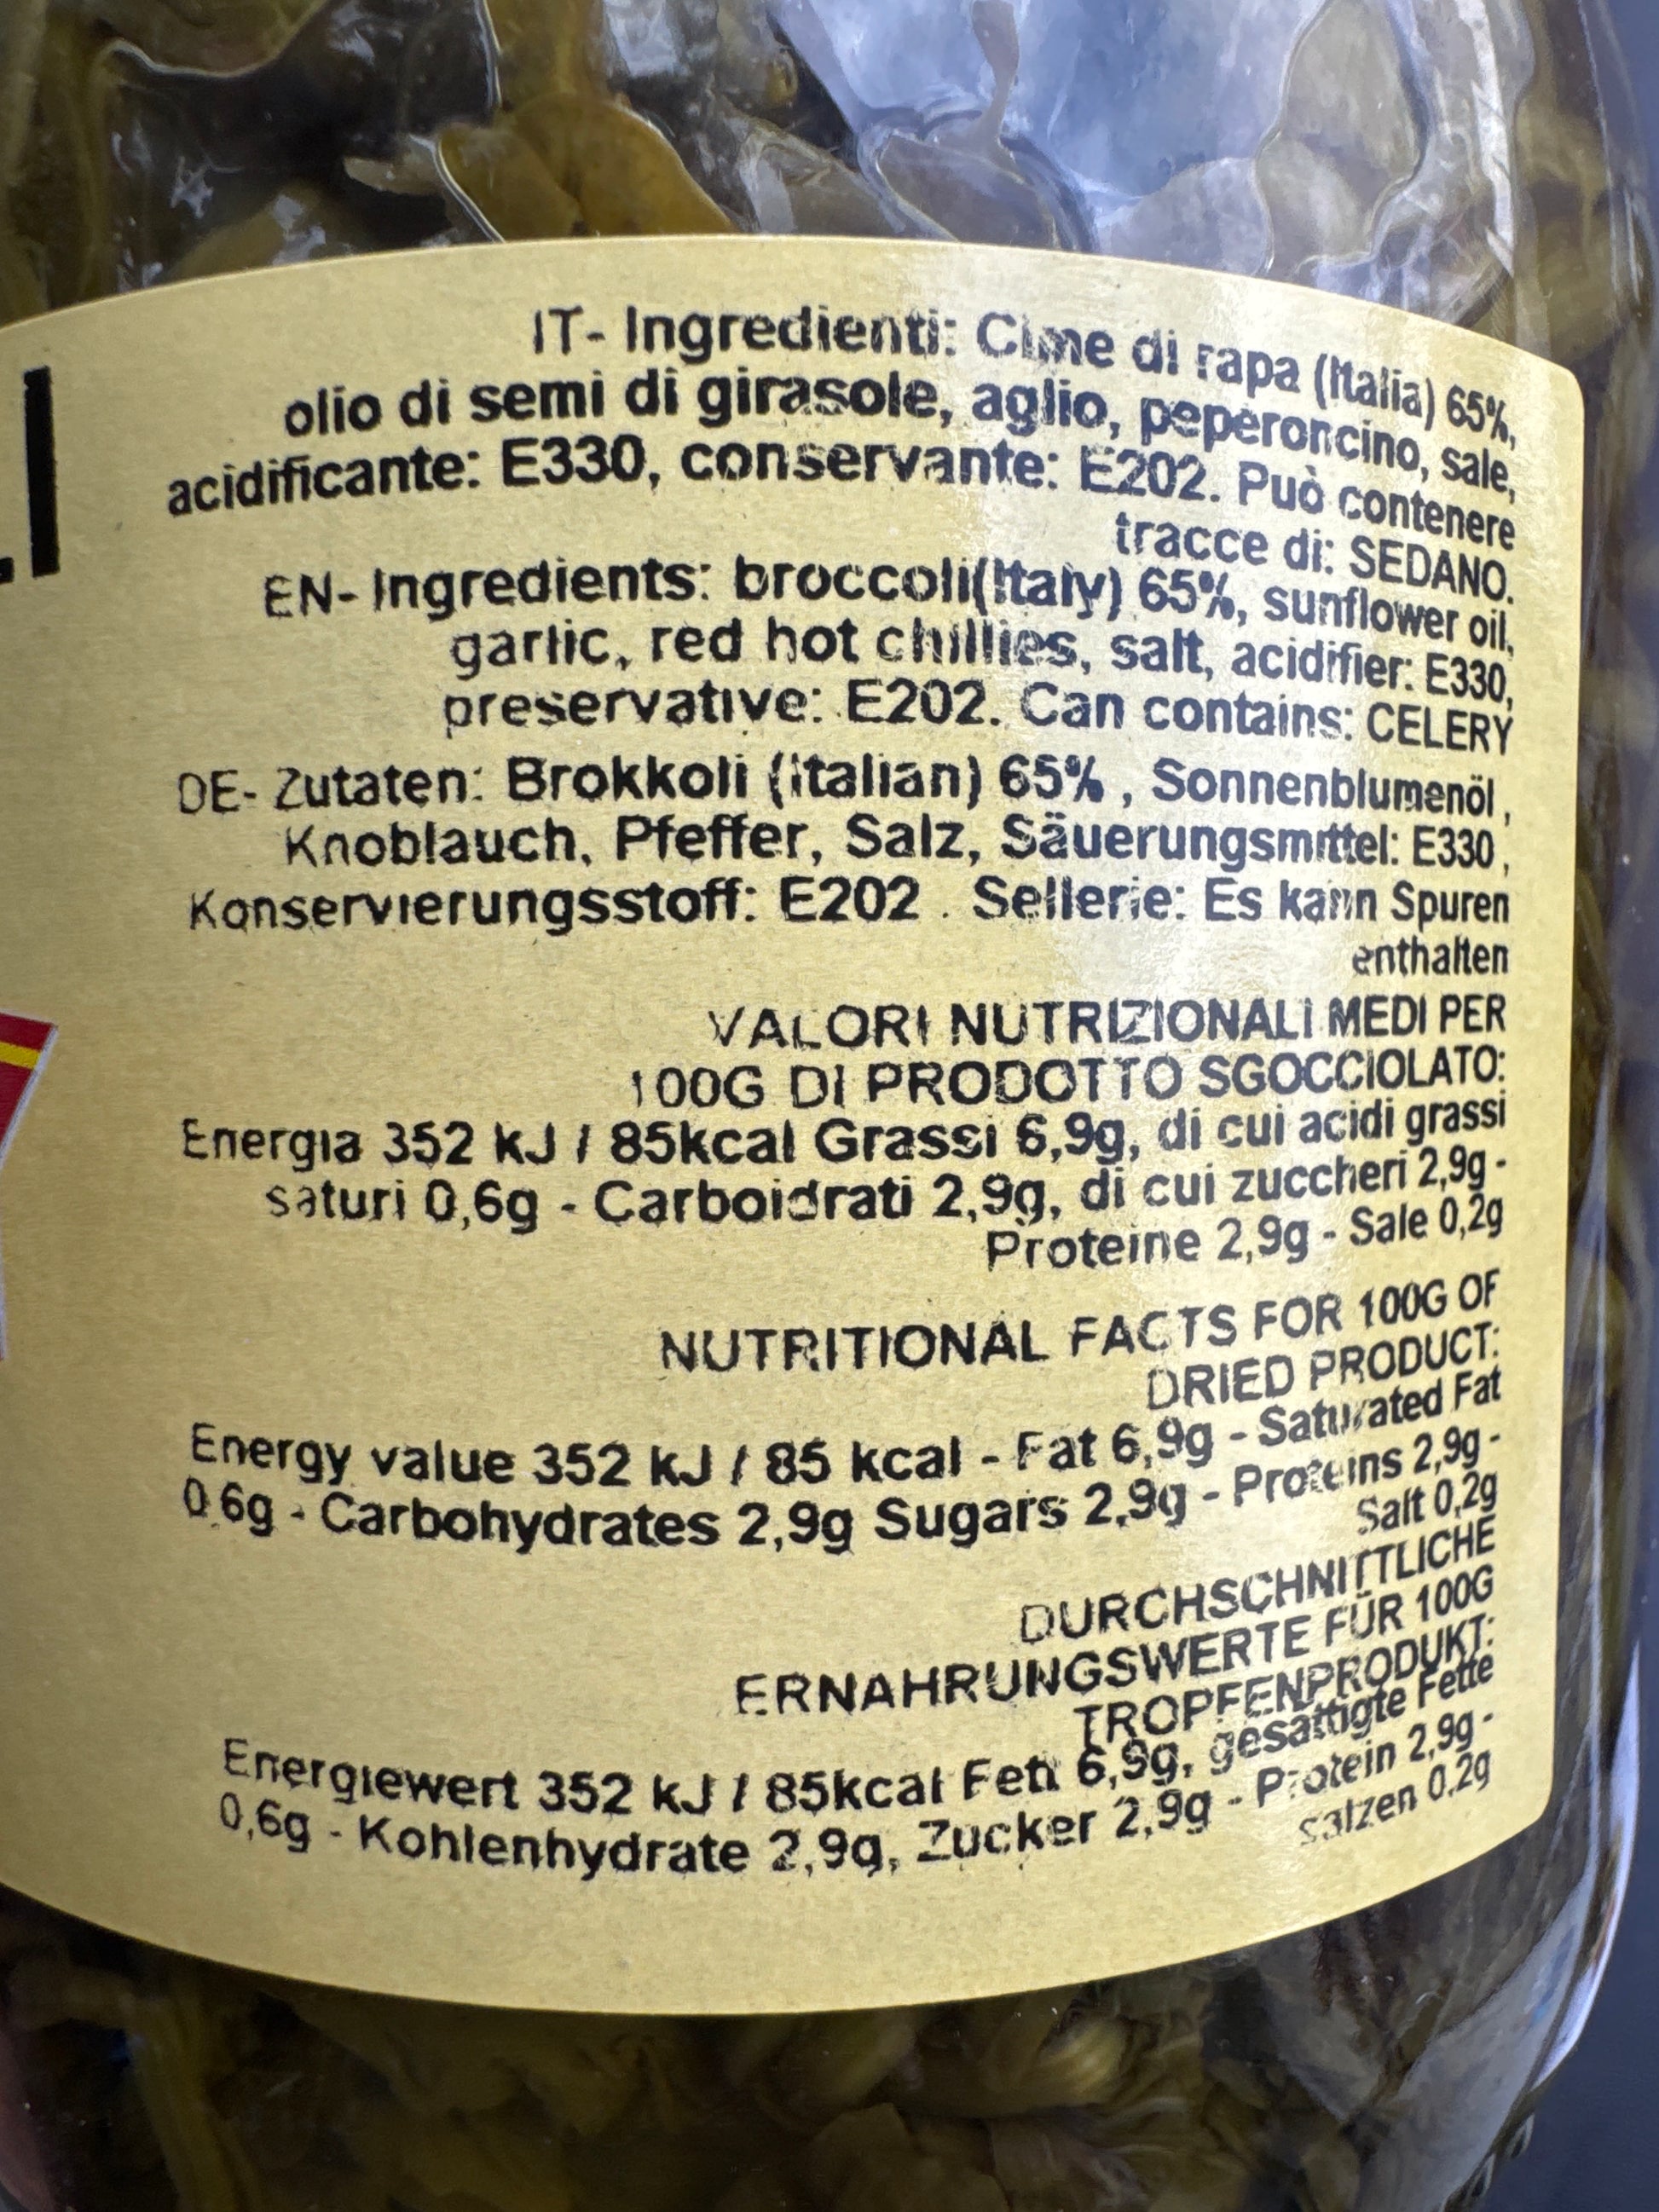 IT- Ingredienti: Cime di rapa (Italia) 65%,
olio di semi di girasole, aglio, peperoncino, sale,
acidificante: E330, conservante: E202. Può contenere
tracce di: SEDANO.
EN- Ingredients: broccoli(Italy) 65%, sunflower oil,
garlic, red hot chillies, salt, acidifier: E330,
preservative: E202. Can contains: CELERY
DE- Zutaten: Brokkoli (italian) 65% , Sonnenblumenöl ,
Knoblauch, Pfeffer, Salz, Säuerungsmittel: E330 ,
Konservierungsstoff: E202 . Sellerie: Es kann Spuren
enthalten
VALORI NUTRIZIONALI MEDI PER
100G DI PRODOTTO SGOCCIOLATO:
Energia 352 kJ / 85kcal Grassi 6,9g, di cui acidi grassi
saturi 0,6g - Carboidrati 2,9g, di cui zuccheri 2,9g -
Proteine 2,9g - Sale 0,2g
NUTRITIONAL FACTS FOR 100G OF
DRIED PRODUCT:
Energy value 352 kJ / 85 kcal - Fat 6,9g - Saturated Fat
0,6g - Carbohydrates 2,9g Sugars 2,9g - Proteins 2,9g -
Salt 0,2g
DURCHSCHNITTLICHE
ERNAHRUNGSWERTE FÜR 100G
TROPFENPRODUKT:
Energiewert 352 kJ / 85kcal Fett 6,9g, gesättigte Fette
0,6g - Kohlenhydrate 2,9g, Zucker 2,9g - Protein 2,9g -
salzen 0,2g